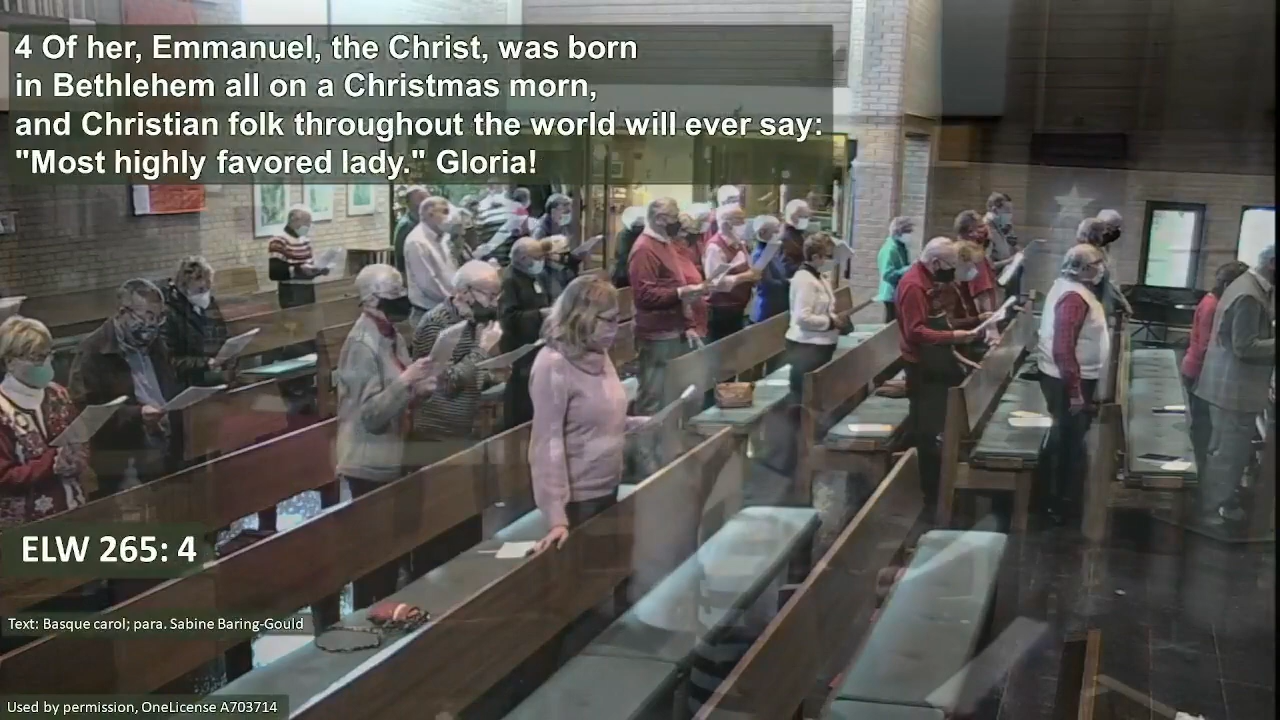 4 Of her, Emmanuel, the Christ, was born
in Bethlehem all on a Christmas morn,
and Christian folk throughout the world will ever say:
"Most highly favored lady." Gloria!
ELW 265: 4
Text: Basque carol; para. Sabine Baring-Gould
Used by permission, OneLicense A703714